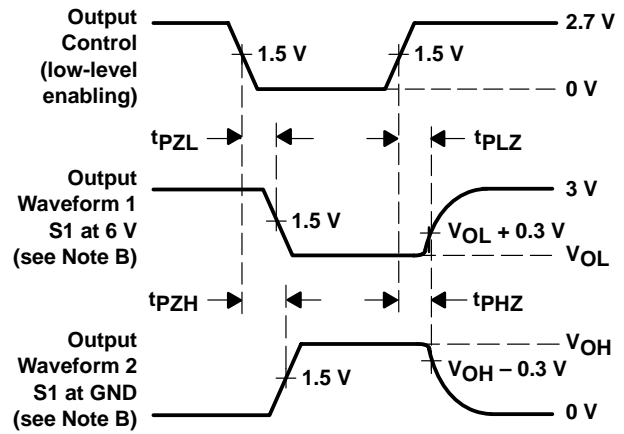 Output
Control
(low-level
enabling)
1.5 V
1.5 V
2.7 V
0 V
tPZL
tPLZ
Output
Waveform 1
S1 at 6 V
(see Note B)
1.5 V
3 V
VOL + 0.3 V
VOL
tPZH
tPHZ
Output
Waveform 2
S1 at GND
(see Note B)
1.5 V
VOH
VOH – 0.3 V
0 V